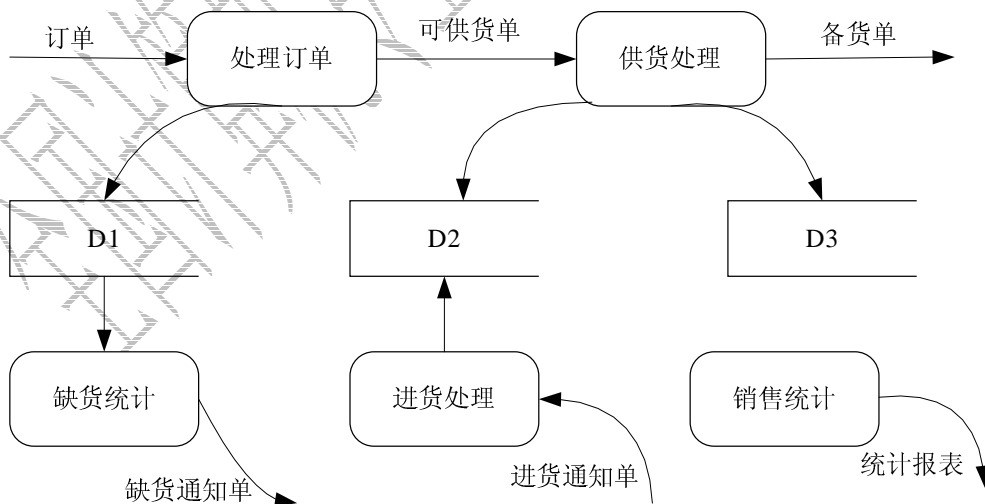 订单
处理订单
可供货单
供货处理
备货单
D1
D2
D3
缺货统计
进货处理
销售统计
缺货通知单
进货通知单
统计报表